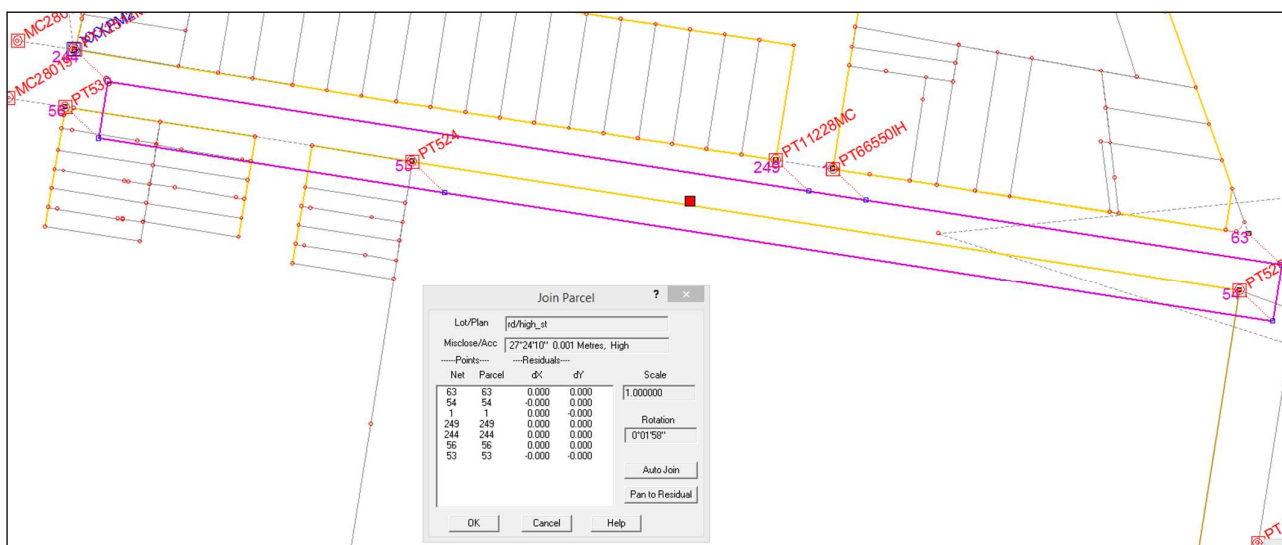 MC280
PT530
56
PT524
53
PT11228MC
249
PT66550IH
63
54
Join Parcel
? ×
Lot/Plan rd/high_st
Misclose/Acc 27°24'10" 0.001 Metres, High
------Points---- ----Residuals----
Net Parcel dX dY Scale
63 63 0.000 0.000 1.000000
54 54 -0.000 0.000
1 1 0.000 -0.000
249 249 0.000 0.000 Rotation
244 244 0.000 0.000 0°01'58"
56 56 0.000 0.000
53 53 -0.000 -0.000
Auto Join
Pan to Residual
OK Cancel Help